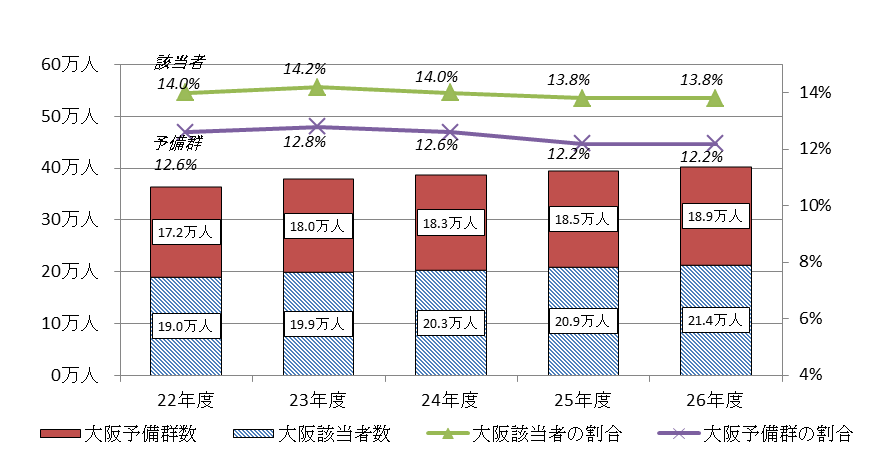 該当者
60万人
14.0% 14.2% 14.0% 13.8% 13.8%
14%
50万人
予備群
12.6% 12.8% 12.6% 12.2% 12.2%
12%
40万人
10%
30万人
17.2万人 18.0万人 18.3万人 18.5万人 18.9万人
8%
20万人
19.0万人 19.9万人 20.3万人 20.9万人 21.4万人
6%
10万人
0万人
4%
22年度 23年度 24年度 25年度 26年度
大阪予備群数 大阪該当者数 大阪該当者の割合 大阪予備群の割合